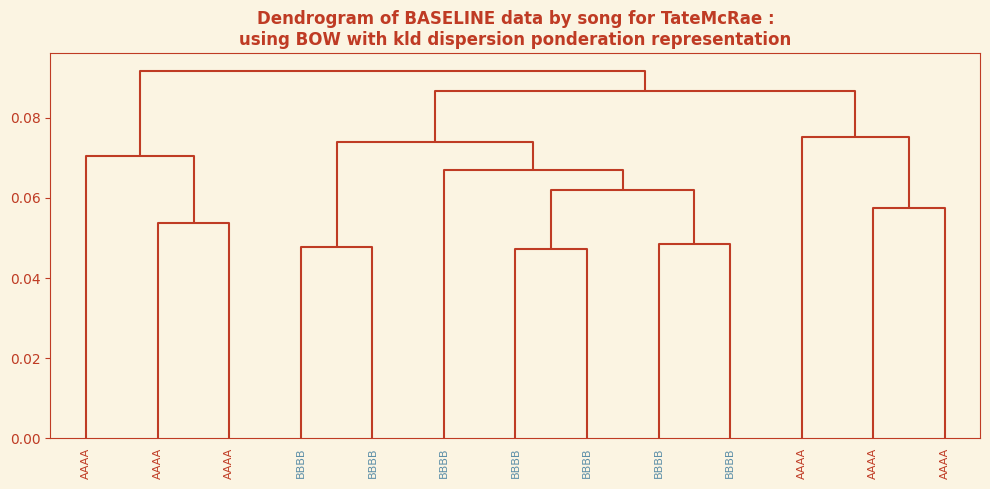 Dendrogram of BASELINE data by song for TateMcRae :
using BOW with kld dispersion ponderation representation
0.08
0.06
0.04
0.02
0.00
AAAA AAAA AAAA BBBB BBBB BBBB BBBB BBBB BBBB BBBB AAAA AAAA AAAA